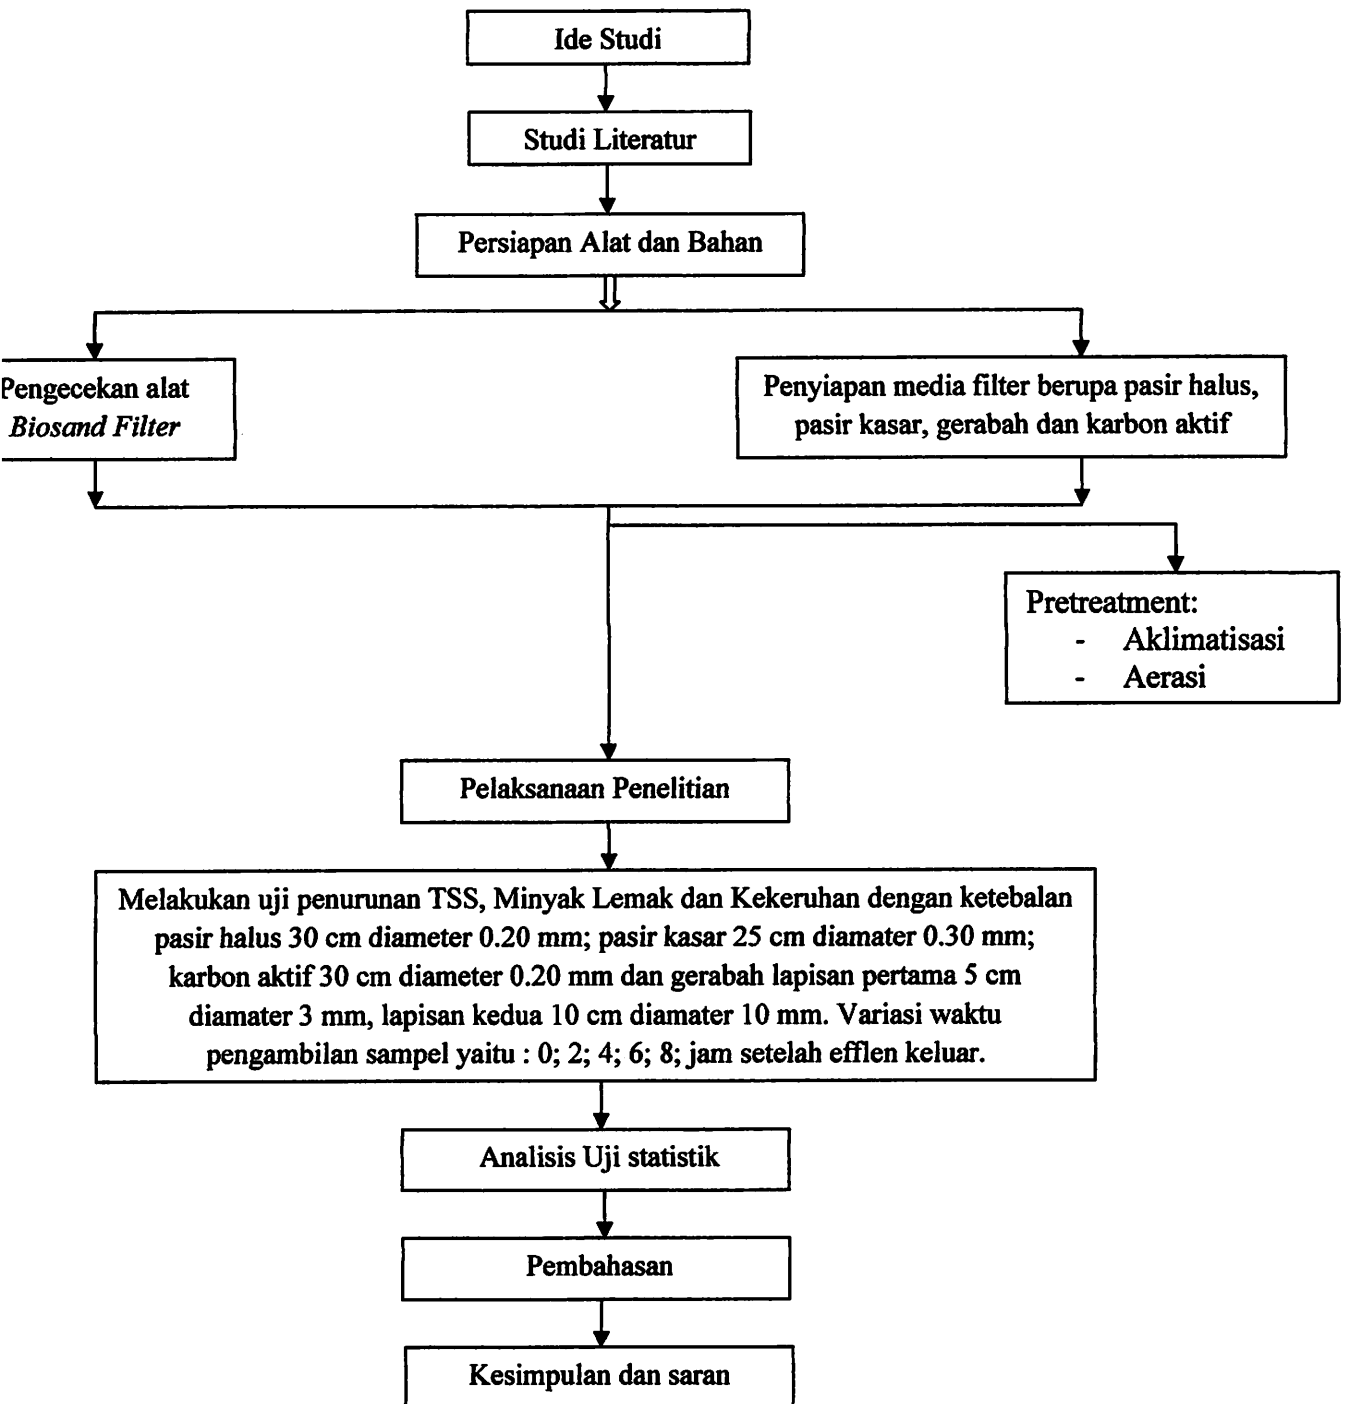 Ide Studi
Studi Literatur
Persiapan Alat dan Bahan
Pengecekan alat
Biosand Filter
Penyiapan media filter berupa pasir halus,
pasir kasar, gerabah dan karbon aktif
Pretreatment:
- Aklimatisasi
- Aerasi
Pelaksanaan Penelitian
Melakukan uji penurunan TSS, Minyak Lemak dan Kekeruhan dengan ketebalan
pasir halus 30 cm diameter 0.20 mm; pasir kasar 25 cm diamater 0.30 mm;
karbon aktif 30 cm diameter 0.20 mm dan gerabah lapisan pertama 5 cm
diamater 3 mm, lapisan kedua 10 cm diamater 10 mm. Variasi waktu
pengambilan sampel yaitu : 0; 2; 4; 6; 8; jam setelah efflen keluar.
Analisis Uji statistik
Pembahasan
Kesimpulan dan saran